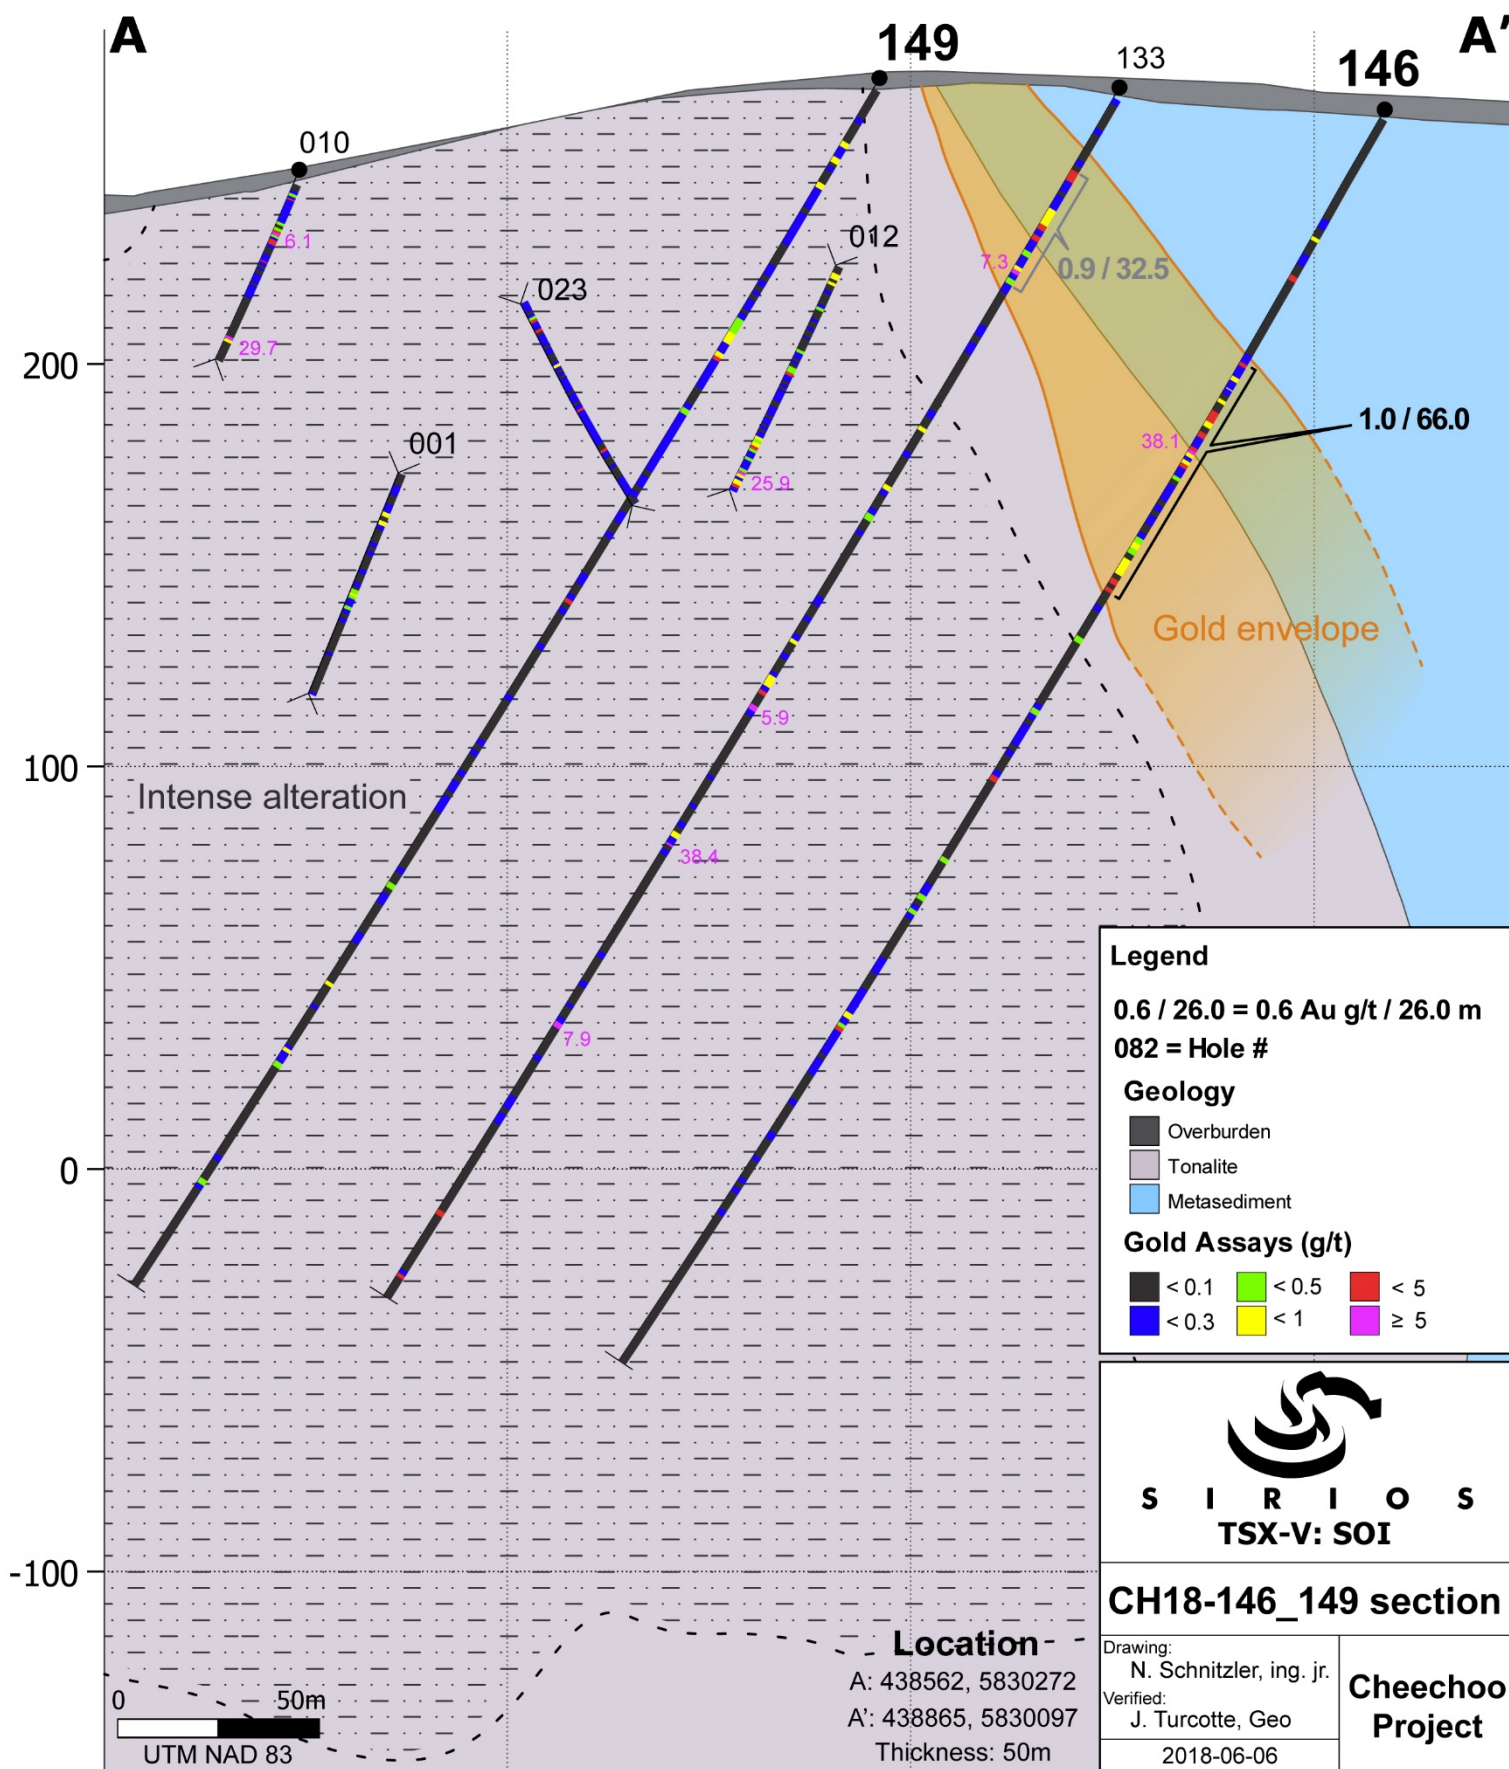 A
149
133
146
A'
010
012
6.1
023
7.3
0.9 / 32.5
29.7
200
1.0 / 66.0
001
38.1
25.9
Gold envelope
5.9
100
Intense alteration
38.4
Legend
0.6 / 26.0 = 0.6 Au g/t / 26.0 m
082 = Hole #
7.9
Geology
Overburden
0
Tonalite
Metasediment
Gold Assays (g/t)
< 0.1 < 0.5 < 5
< 0.3 < 1 ≥ 5
SIRIOS
TSX-V: SOI
-100
CH18-146_149 section
Location
A: 438562, 5830272
A': 438865, 5830097
Thickness: 50m
Drawing:
N. Schnitzler, ing. jr.
Verified:
J. Turcotte, Geo
2018-06-06
Cheechoo
Project
0 50m
UTM NAD 83